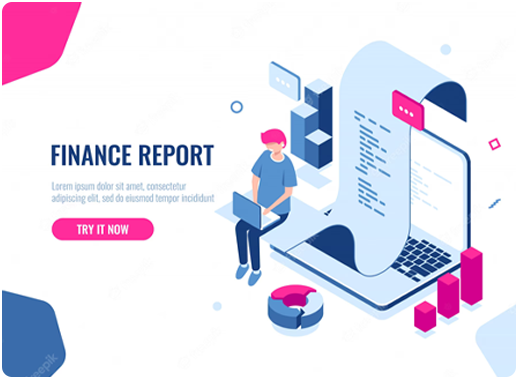 FINANCE REPORT
Lorem ipsum dolor sit amet, consectetur
adipiscing elit, sed do eiusmod tempor incididunt
TRY IT NOW